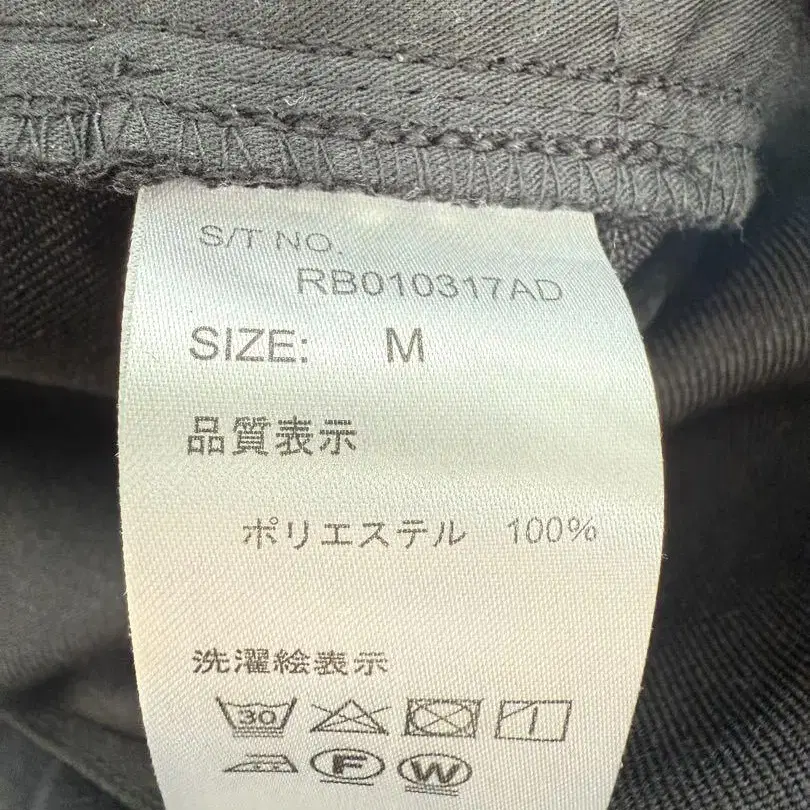 S/T NO.
RB010317AD
SIZE: M
品質表示
ポリエステル 100%
洗濯絵表示
30
F W